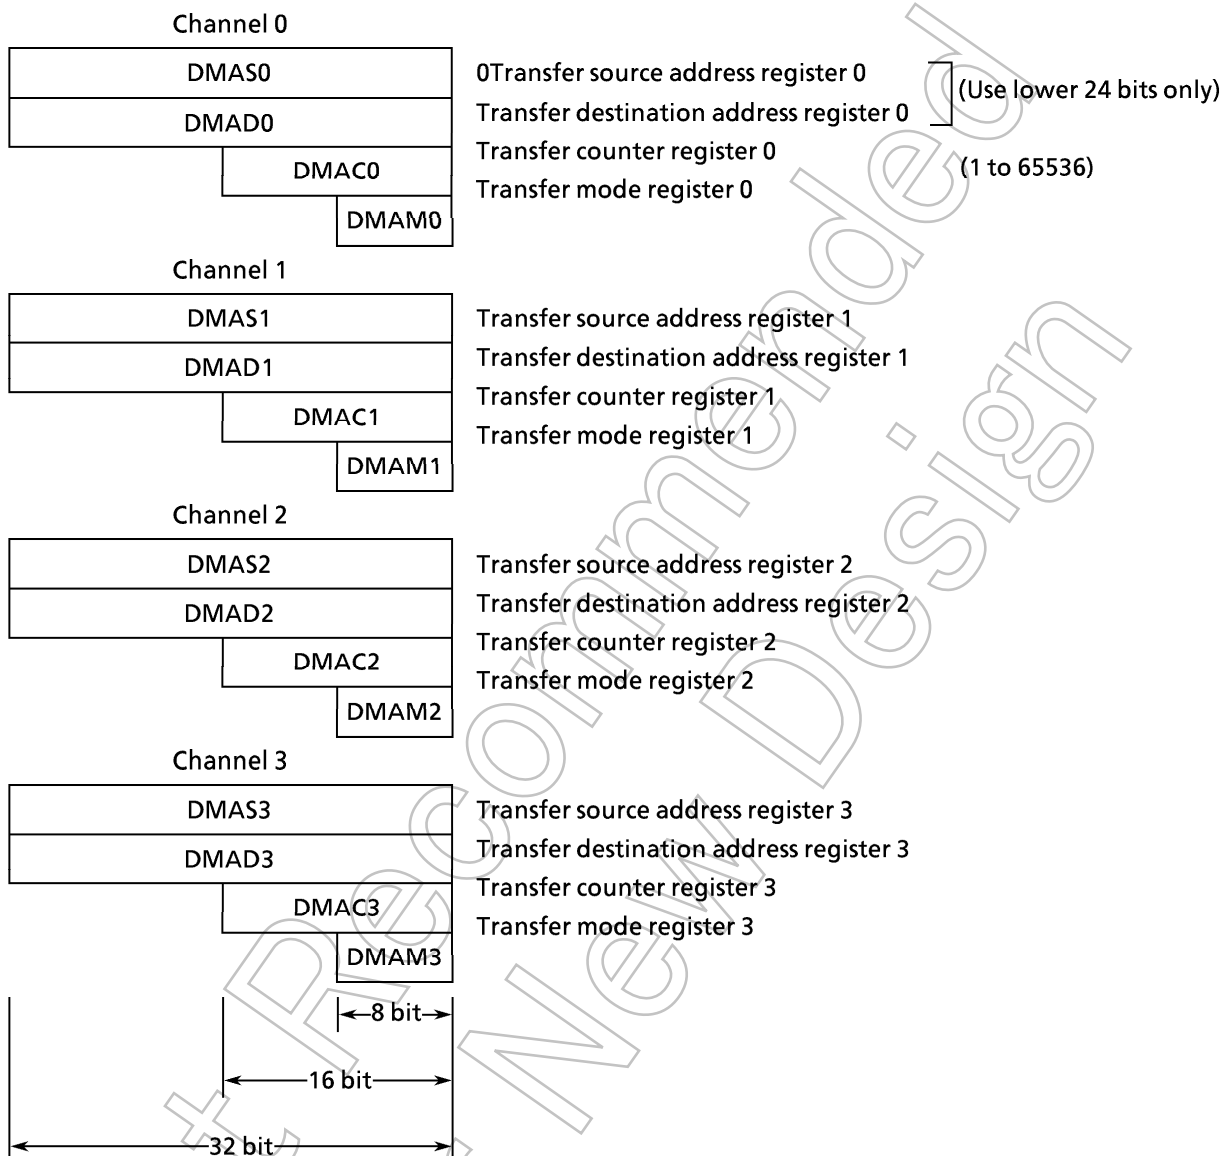 Channel 0
DMAS0
0Transfer source address register 0
(Use lower 24 bits only)
DMAD0
Transfer destination address register 0
DMAC0
Transfer counter register 0
(1 to 65536)
DMAM0
Transfer mode register 0
Channel 1
DMAS1
Transfer source address register 1
DMAD1
Transfer destination address register 1
DMAC1
Transfer counter register 1
DMAM1
Transfer mode register 1
Channel 2
DMAS2
Transfer source address register 2
DMAD2
Transfer destination address register 2
DMAC2
Transfer counter register 2
DMAM2
Transfer mode register 2
Channel 3
DMAS3
Transfer source address register 3
DMAD3
Transfer destination address register 3
DMAC3
Transfer counter register 3
DMAM3
Transfer mode register 3
8 bit
16 bit
32 bit
Recommended
New Design